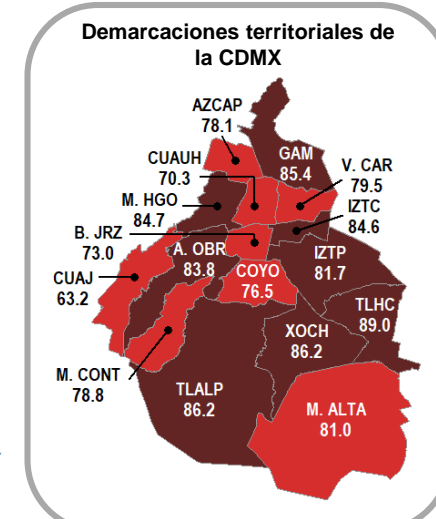 Demarcaciones territoriales de
la CDMX
AZCAP
78.1
CUAUH
70.3
M. HGO
84.7
B. JRZ
73.0
CUAJ
63.2
M. CONT
78.8
GAM
85.4
V. CAR
79.5
IZTC
84.6
A. OBR
83.8
COYO
76.5
IZTP
81.7
TLHC
89.0
XOCH
86.2
TLALP
86.2
M. ALTA
81.0